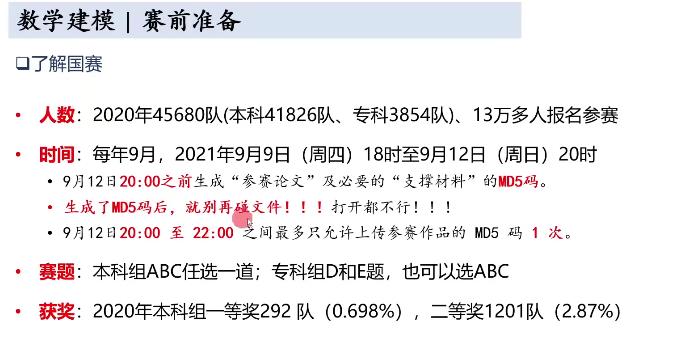 数学建模 | 赛前准备
❑了解国赛
• 人数：2020年45680队(本科41826队、专科3854队)、13万多人报名参赛
• 时间：每年9月，2021年9月9日（周四）18时至9月12日（周日）20时
• 9月12日20:00之前生成“参赛论文”及必要的“支撑材料”的MD5码。
• 生成了MD5码后，就别再碰文件！！！打开都不行！！！
• 9月12日20:00 至 22:00 之间最多只允许上传参赛作品的 MD5 码 1 次。
• 赛题：本科组ABC任选一道；专科组D和E题，也可以选ABC
• 获奖：2020年本科组一等奖292 队（0.698%），二等奖1201队（2.87%）